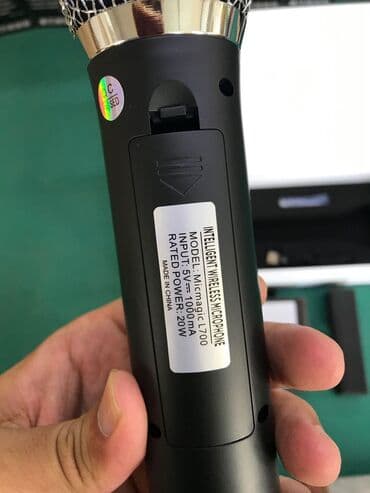 INTELLIGENT WIRELESS MICROPHONE
MODEL: Micmagic L700
INPUT: 5V⎓ 1000mA
RATED POWER: 20W
MADE IN CHINA